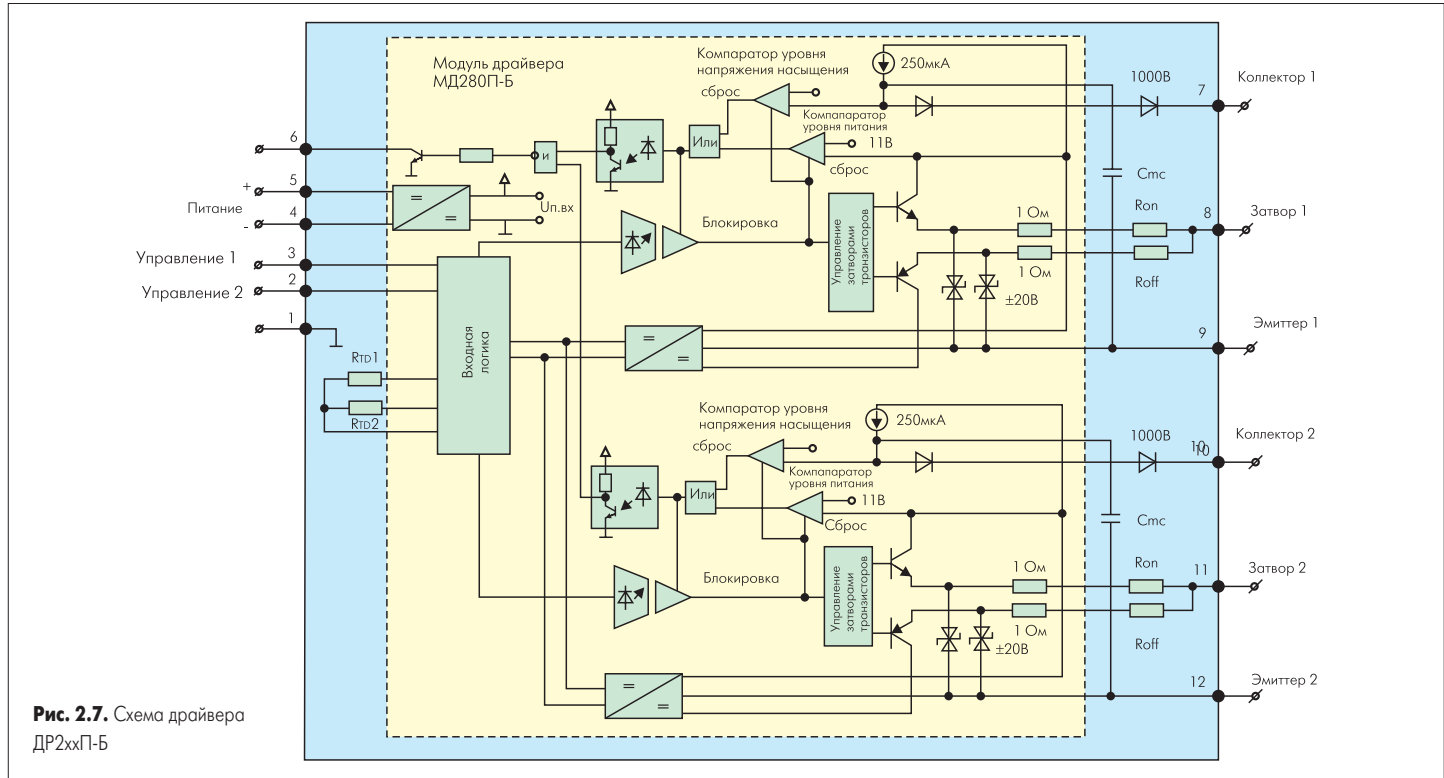 Модуль драйвера
МД280П-Б
Компаратор уровня
напряжения насыщения
сброс
250мкА
1000В
7
Коллектор 1
Компапаратор
уровня питания
11В
сброс
Или
6
и
+
5
Питание
-
4
Uп.вх
Управление 1
3
Управление 2
2
1
Блокировка
Управление
затворами
транзисторов
Cmc
1 Ом
Ron
8
Затвор 1
1 Ом
Roff
±20В
9
Эмиттер 1
Входная
логика
RTD1
RTD2
Компаратор уровня
напряжения насыщения
сброс
250мкА
1000В
10
10
Коллектор 2
Компапаратор
уровня питания
11В
Сброс
Или
Блокировка
Управление
затворами
транзисторов
Cmc
1 Ом
Ron
11
Затвор 2
1 Ом
Roff
±20В
12
Эмиттер 2
Рис. 2.7. Схема драйвера
ДР2ххП-Б